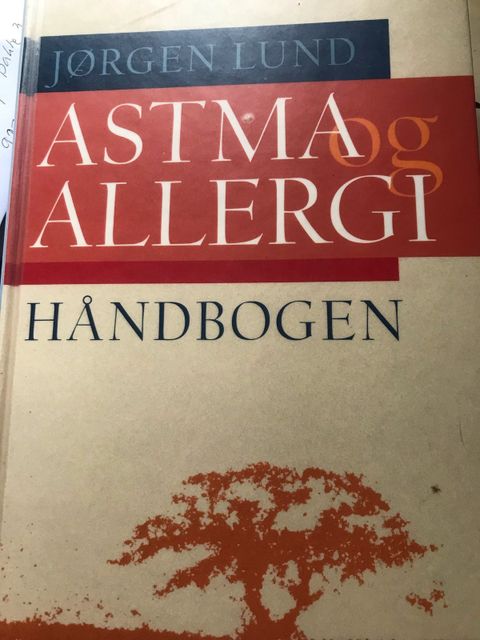 JØRGEN LUND
ASTMA og
ALLERGI
HÅNDBOGEN